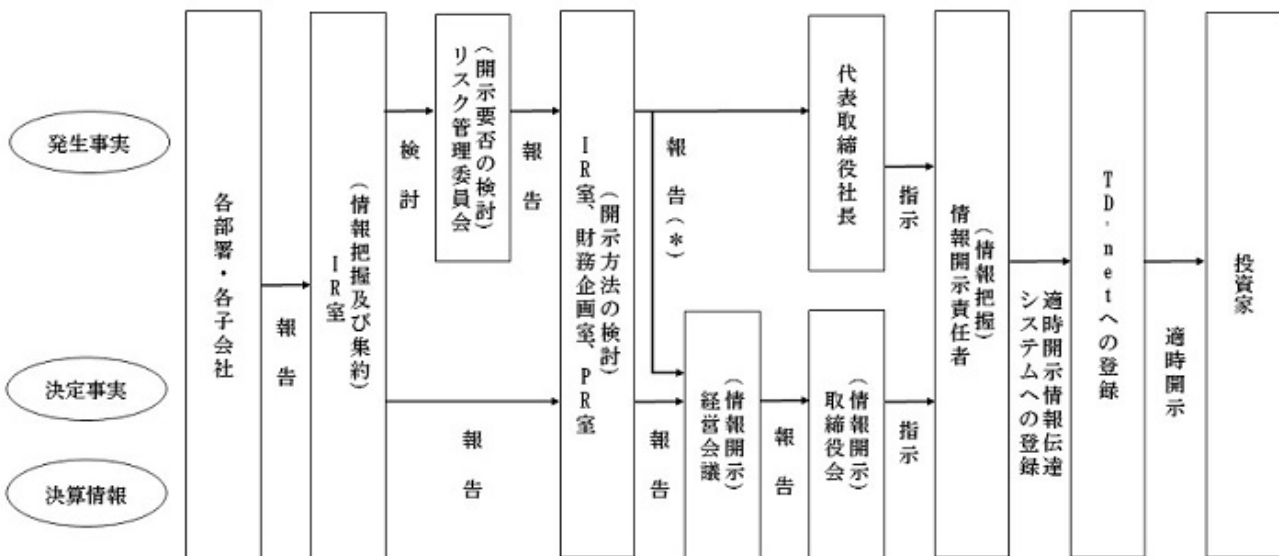 発生事実
決定事実
決算情報
各部署・各子会社
報告
IR室
(情報把握及び集約)
検討
リスク管理委員会
(開示要否の検討)
報告
報告
IR室、財務企画室、PR室
(開示方法の検討)
報告(*)
報告
経営会議
(情報開示)
報告
代表取締役社長
取締役会
(情報開示)
指示
指示
情報開示責任者
(情報把握)
適時開示情報伝達
システムへの登録
TD-netへの登録
適時開示
投資家